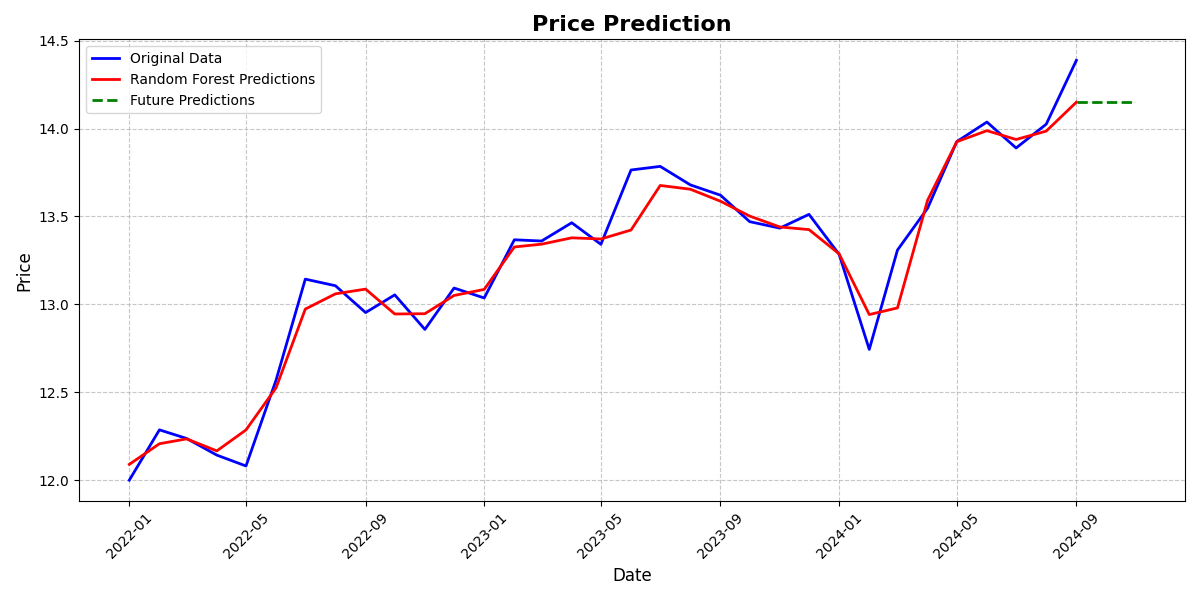 Price Prediction
Original Data
Random Forest Predictions
Future Predictions
Price
14.5
14.0
13.5
13.0
12.5
12.0
2022-01
2022-05
2022-09
2023-01
2023-05
2023-09
2024-01
2024-05
2024-09
Date